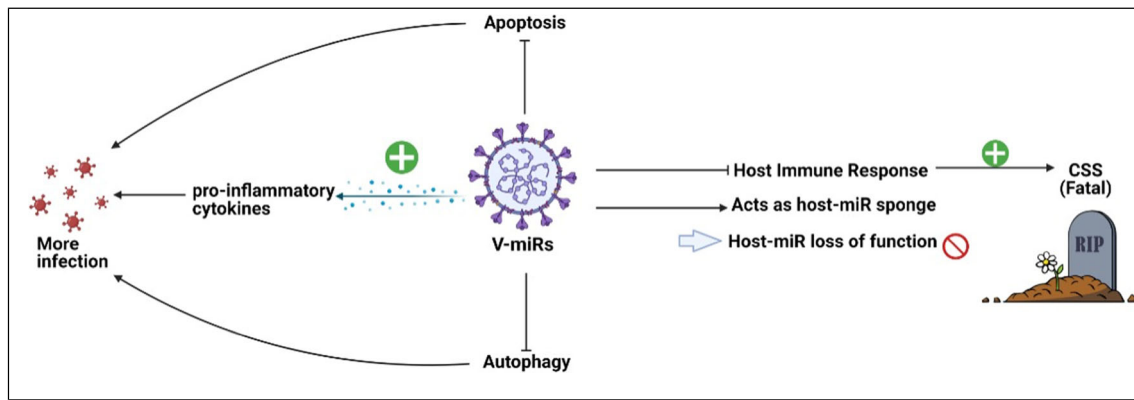 Apoptosis
pro-inflammatory
cytokines
More
infection
V-miRs
Host Immune Response
Acts as host-miR sponge
Host-miR loss of function
CSS
(Fatal)
RIP
Autophagy